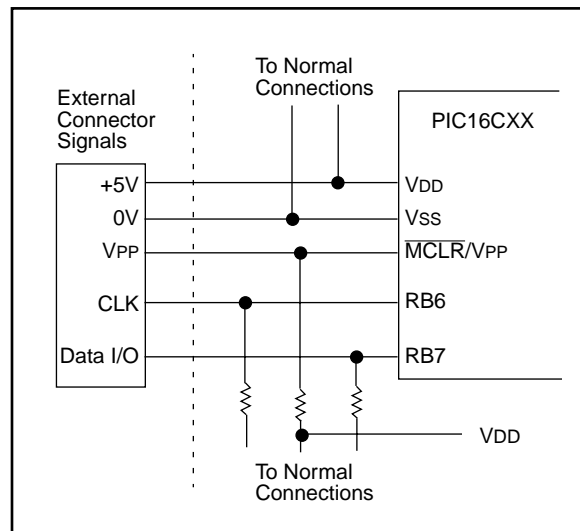 To Normal
Connections
External
Connector
Signals
PIC16CXX
+5V
VDD
0V
VSS
VPP
MCLR/VPP
CLK
RB6
Data I/O
RB7
VDD
To Normal
Connections